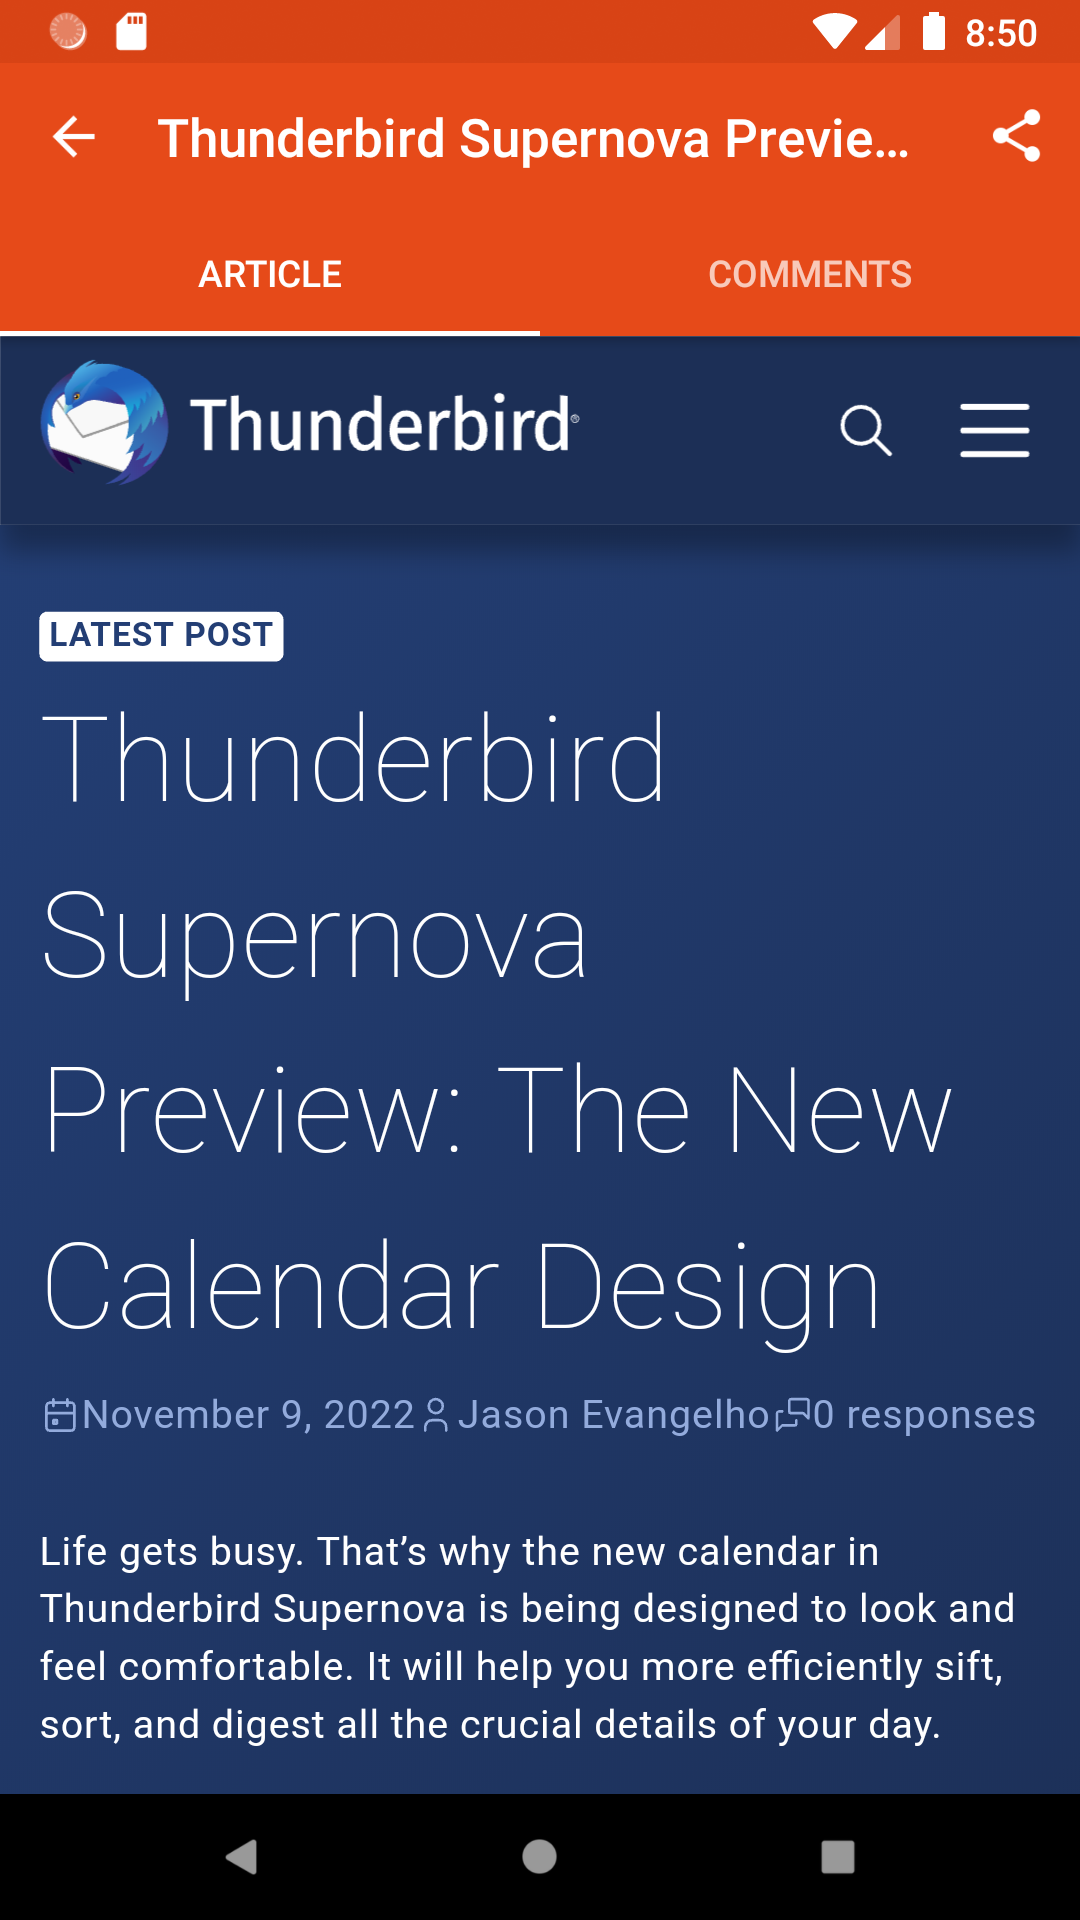 8:50
Thunderbird Supernova Previe...
ARTICLE
COMMENTS
Thunderbird®
LATEST POST
Thunderbird
Supernova
Preview: The New
Calendar Design
November 9, 2022 Jason Evangelho 0 responses
Life gets busy. That’s why the new calendar in
Thunderbird Supernova is being designed to look and
feel comfortable. It will help you more efficiently sift,
sort, and digest all the crucial details of your day.